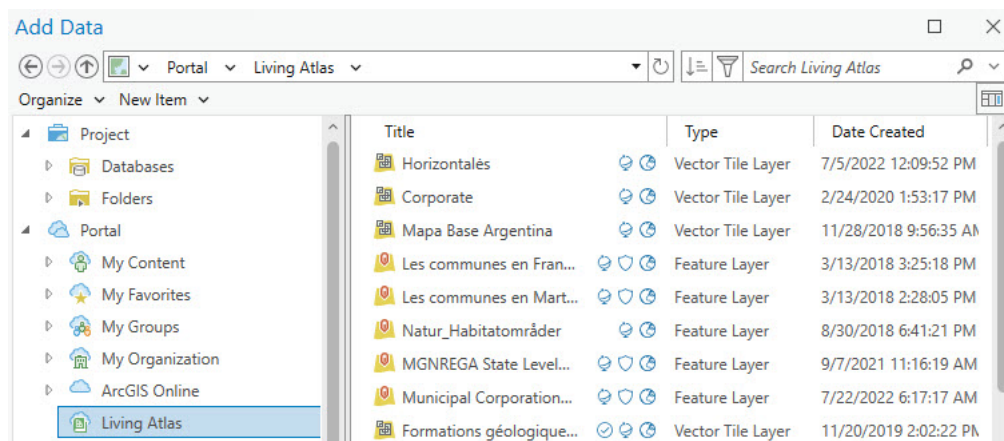 Add Data
Portal Living Atlas Search Living Atlas
Organize New Item
Project
Databases
Folders
Portal
My Content
My Favorites
My Groups
My Organization
ArcGIS Online
Living Atlas
Title Type Date Created
Horizontalés Vector Tile Layer 7/5/2022 12:09:52 PM
Corporate Vector Tile Layer 2/24/2020 1:53:17 PM
Mapa Base Argentina Vector Tile Layer 11/28/2018 9:56:35 AM
Les communes en Fran... Feature Layer 3/13/2018 3:25:18 PM
Les communes en Mart... Feature Layer 3/13/2018 2:28:05 PM
Natur_Habitatområder Feature Layer 8/30/2018 6:41:21 PM
MGNREGA State Level... Feature Layer 9/7/2021 11:16:19 AM
Municipal Corporation... Feature Layer 7/22/2022 6:17:17 AM
Formations géologique... Vector Tile Layer 11/20/2019 2:02:22 PM